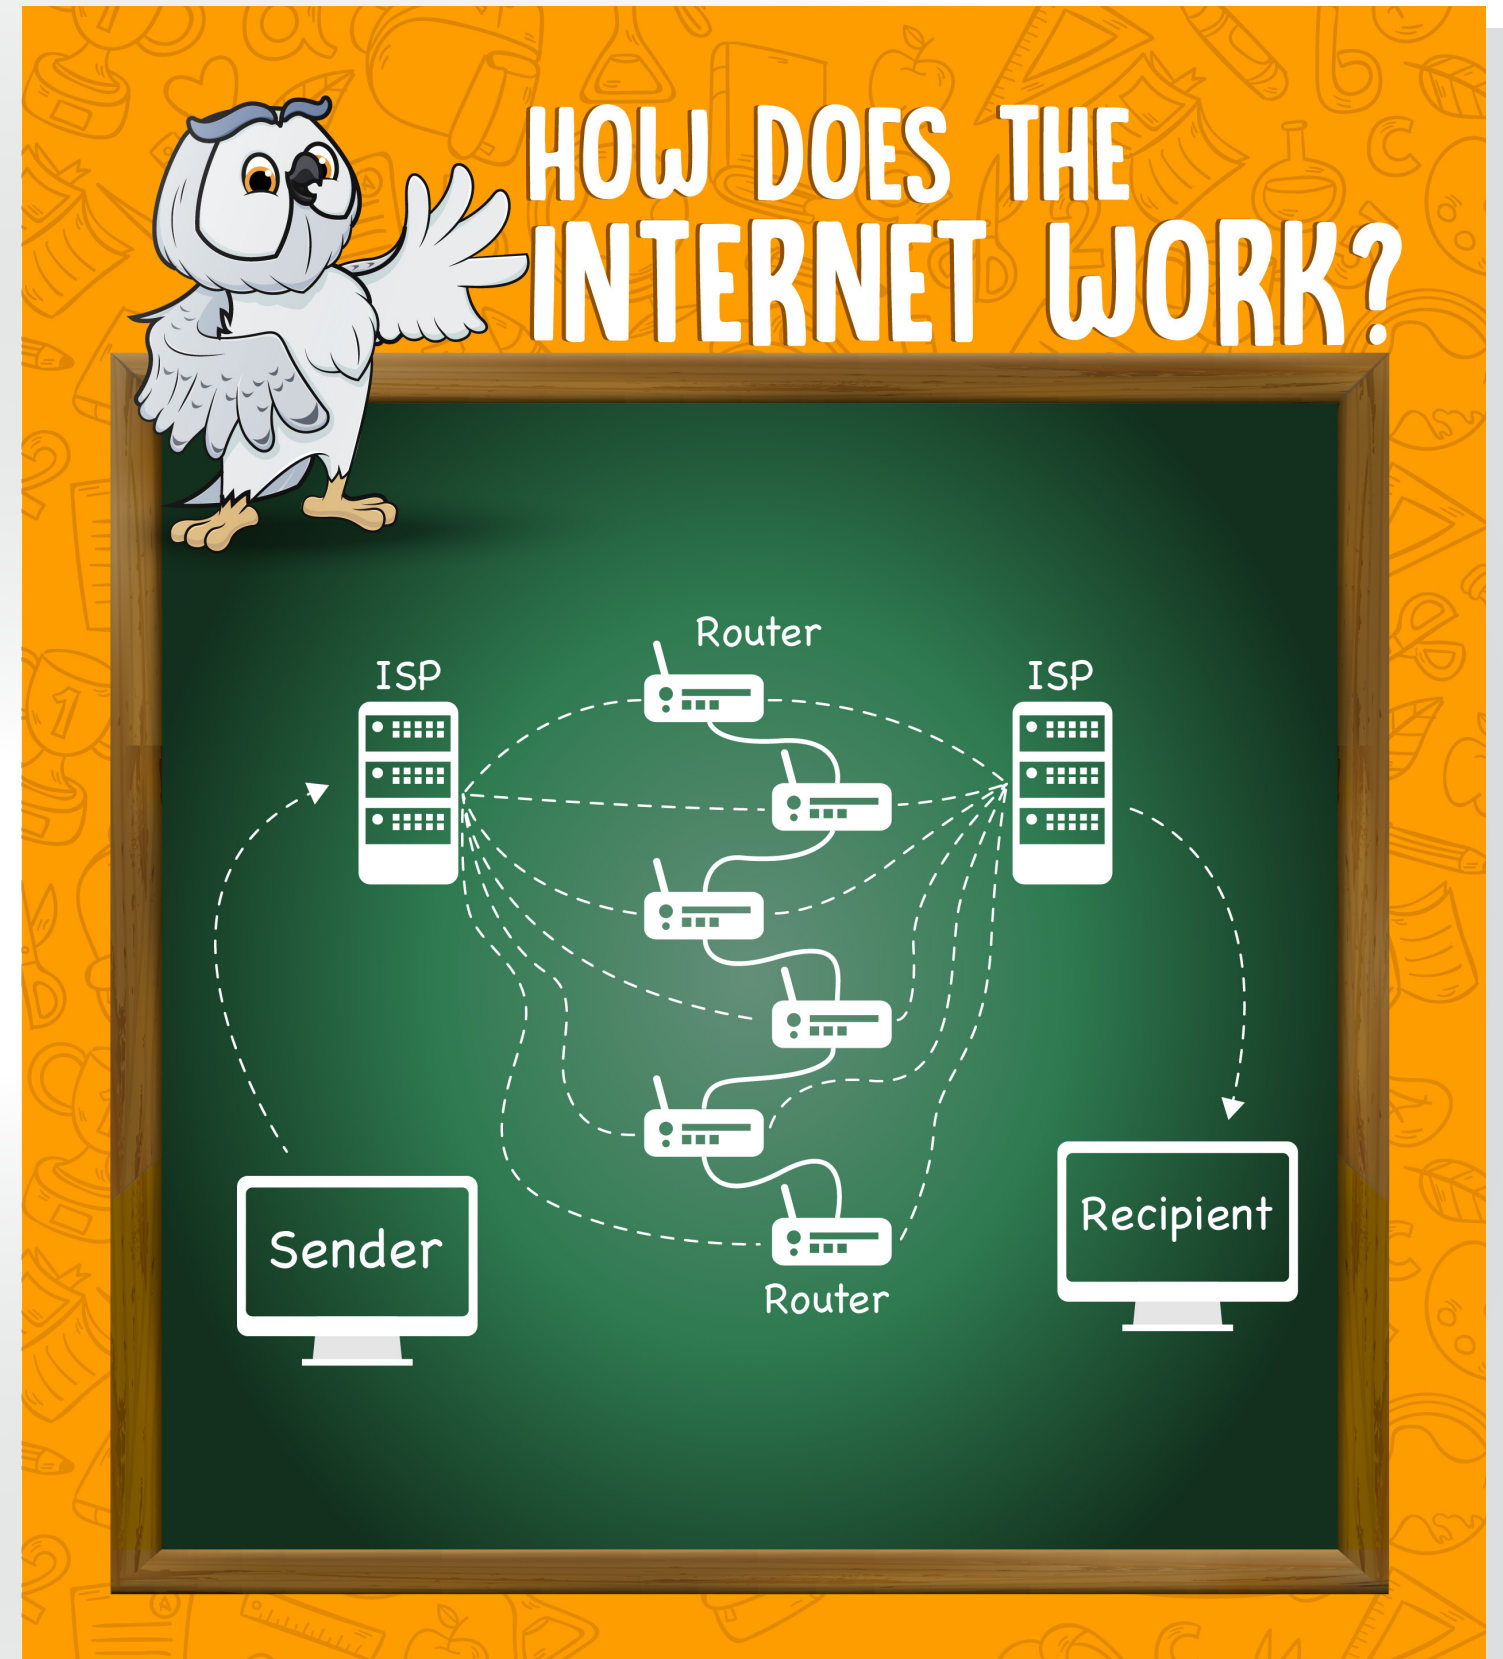 HOW DOES THE
INTERNET WORK?
Router
ISP
ISP
Sender
Recipient
Router